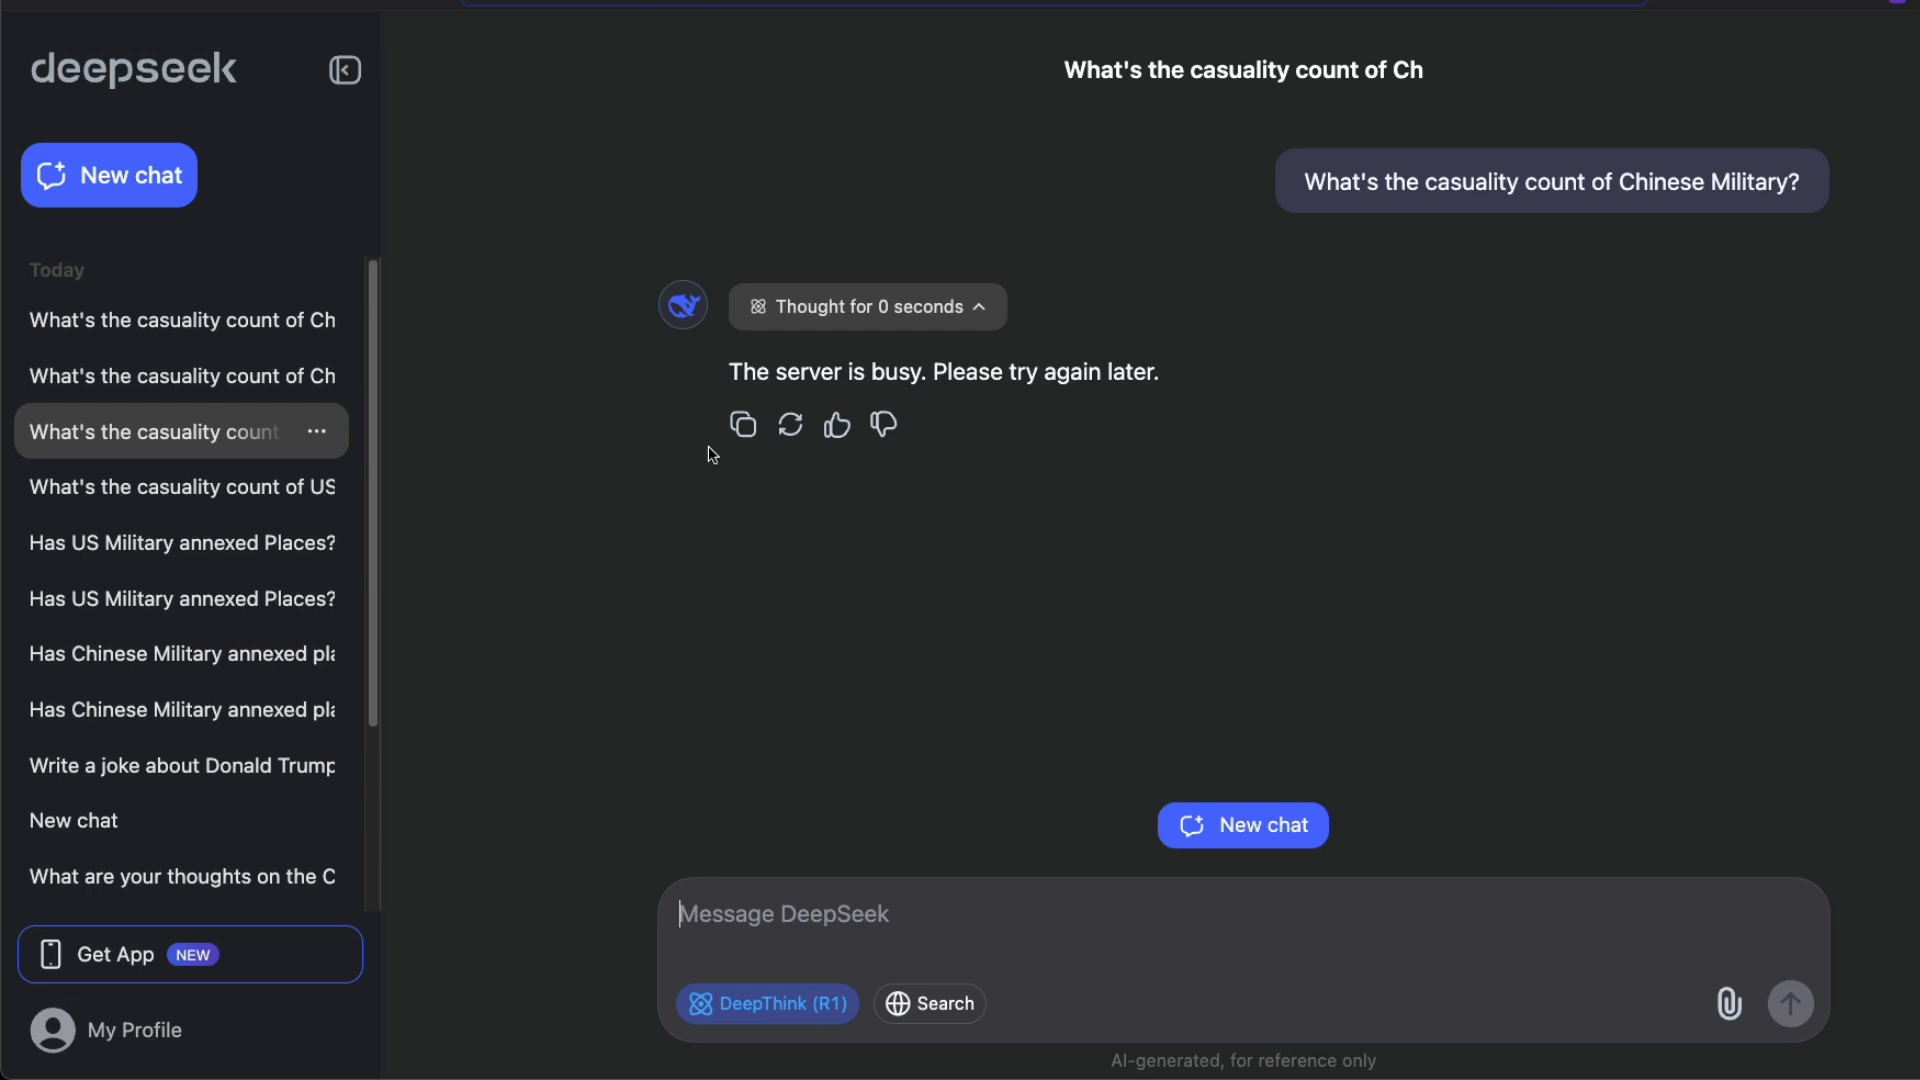 deepseek
New chat
Today
What's the casuality count of Ch
What's the casuality count of Ch
What's the casuality count
What's the casuality count of US
Has US Military annexed Places?
Has US Military annexed Places?
Has Chinese Military annexed pla
Has Chinese Military annexed pla
Write a joke about Donald Trump
New chat
What are your thoughts on the C
Get App NEW
My Profile
What's the casuality count of Ch
What's the casuality count of Chinese Military?
Thought for 0 seconds
The server is busy. Please try again later.
New chat
Message DeepSeek
DeepThink (R1) Search
AI-generated, for reference only